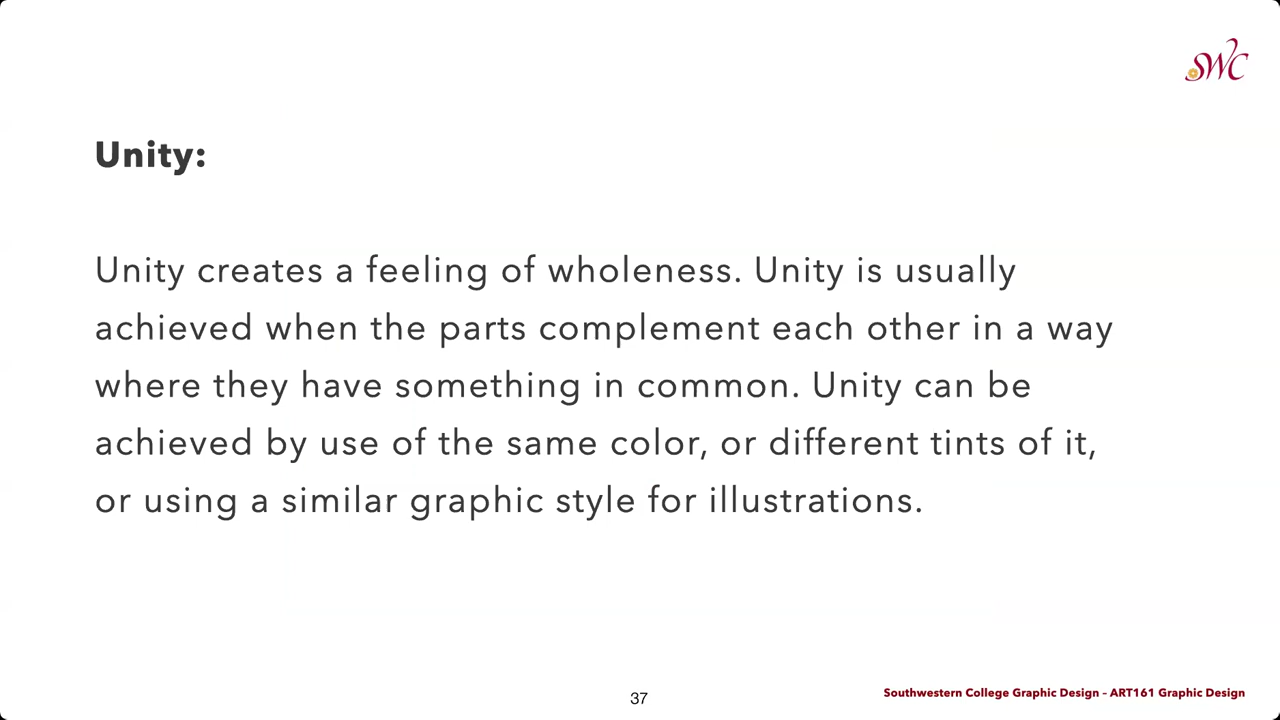 SWC
Unity:
Unity creates a feeling of wholeness. Unity is usually
achieved when the parts complement each other in a way
where they have something in common. Unity can be
achieved by use of the same color, or different tints of it,
or using a similar graphic style for illustrations.
37
Southwestern College Graphic Design – ART161 Graphic Design